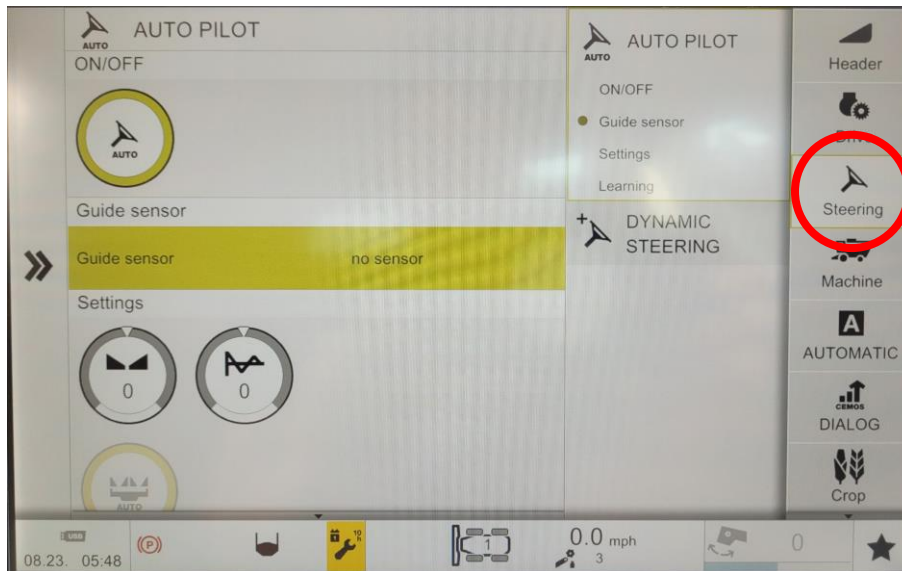 AUTO PILOT
AUTO
ON/OFF
AUTO
Guide sensor
Guide sensor no sensor
Settings
0
0
AUTO
AUTO PILOT
AUTO
ON/OFF
Guide sensor
Settings
Learning
DYNAMIC
STEERING
Header
Drive
Steering
Machine
A
AUTOMATIC
CEMOS
DIALOG
Crop
USB
08.23. 05:48
(P)
10
h
1
0.0 mph
3
0